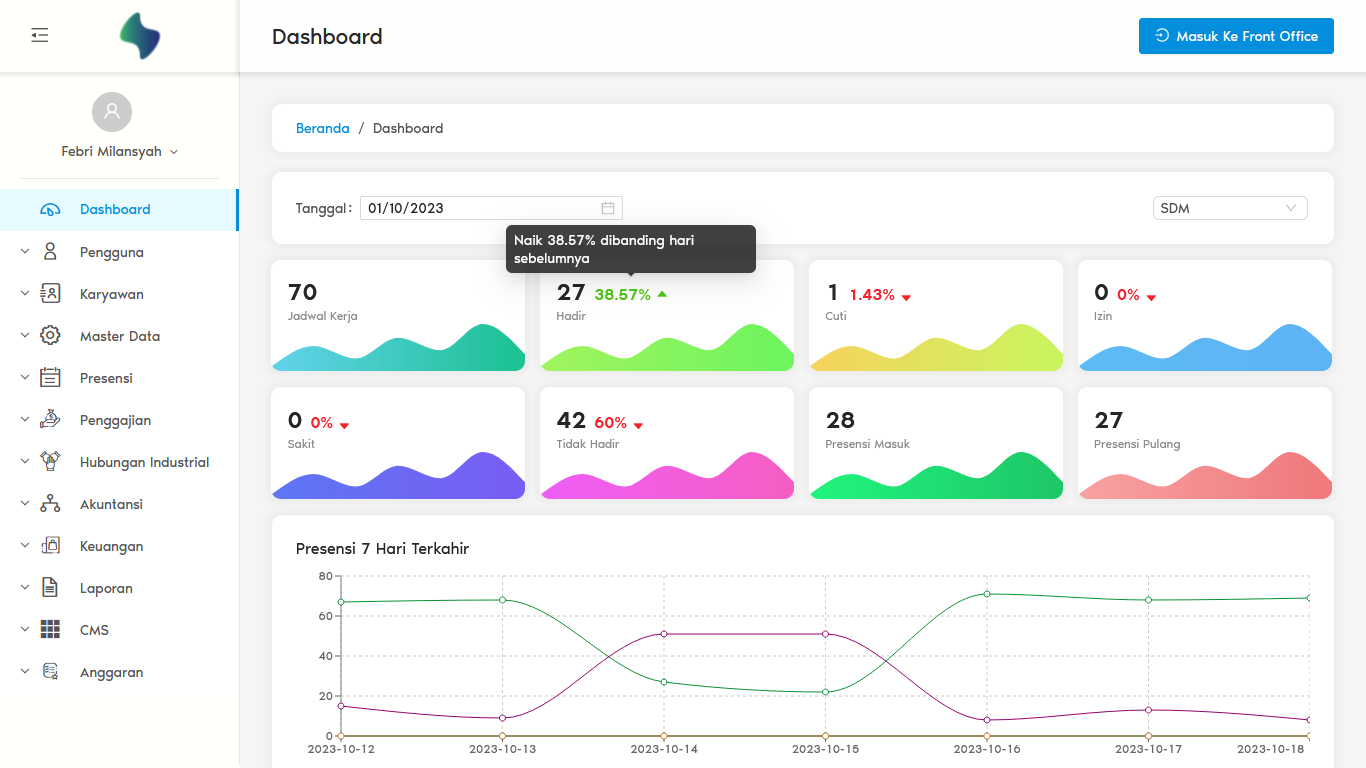 Dashboard
Masuk Ke Front Office
Febri Milansyah
Beranda / Dashboard
Dashboard
Pengguna
Karyawan
Master Data
Presensi
Penggajian
Hubungan Industrial
Akuntansi
Keuangan
Laporan
CMS
Anggaran
Tanggal: 01/10/2023
SDM
Naik 38.57% dibanding hari
sebelumnya
70
Jadwal Kerja
27 38.57%
Hadir
1 1.43%
Cuti
0 0%
Izin
0 0%
Sakit
42 60%
Tidak Hadir
28
Presensi Masuk
27
Presensi Pulang
Presensi 7 Hari Terkahir
80
60
40
20
0
2023-10-12 2023-10-13 2023-10-14 2023-10-15 2023-10-16 2023-10-17 2023-10-18